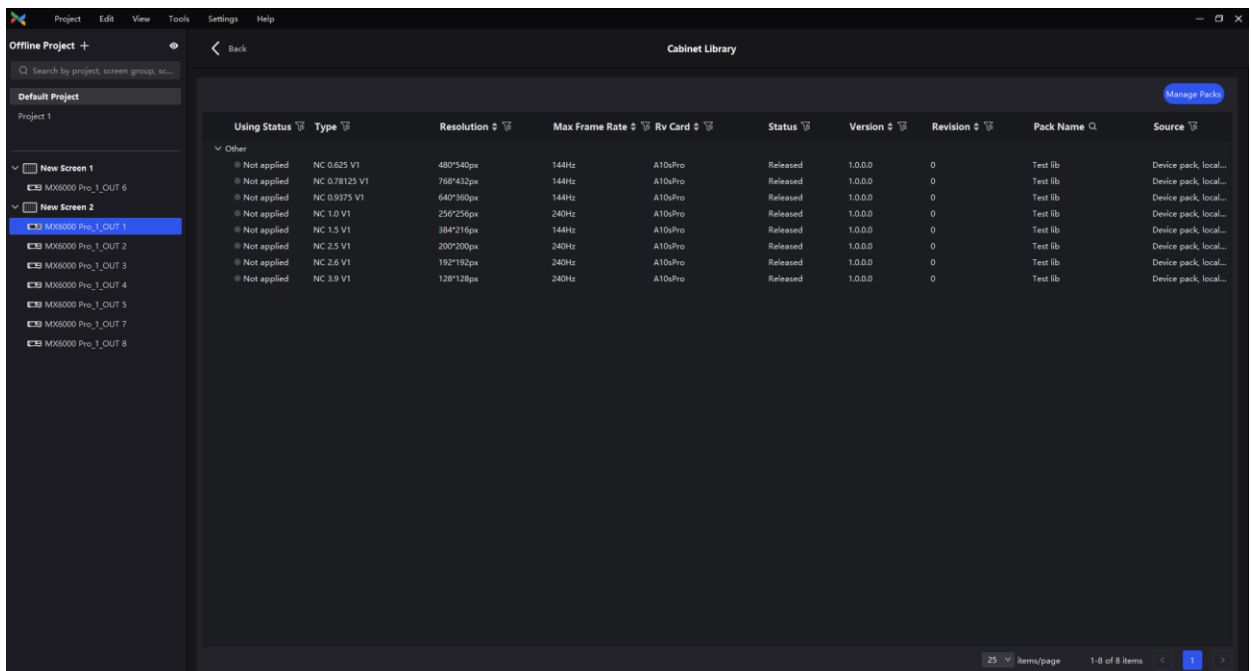 Project Edit View Tools Settings Help
Offline Project
Back
Cabinet Library
Search by project, screen group, sc...
Manage Packs
Default Project
Project 1
Using Status Type Resolution Max Frame Rate Rv Card Status Version Revision Pack Name Source
Other
Not applied NC 0.625 V1 480*540px 144Hz A10sPro Released 1.0.0.0 0 Test lib Device pack, local...
Not applied NC 0.78125 V1 768*432px 144Hz A10sPro Released 1.0.0.0 0 Test lib Device pack, local...
Not applied NC 0.9375 V1 640*360px 144Hz A10sPro Released 1.0.0.0 0 Test lib Device pack, local...
Not applied NC 1.0 V1 256*256px 240Hz A10sPro Released 1.0.0.0 0 Test lib Device pack, local...
Not applied NC 1.5 V1 384*216px 144Hz A10sPro Released 1.0.0.0 0 Test lib Device pack, local...
Not applied NC 2.5 V1 200*200px 240Hz A10sPro Released 1.0.0.0 0 Test lib Device pack, local...
Not applied NC 2.6 V1 192*192px 240Hz A10sPro Released 1.0.0.0 0 Test lib Device pack, local...
Not applied NC 3.9 V1 128*128px 240Hz A10sPro Released 1.0.0.0 0 Test lib Device pack, local...
New Screen 1
MX6000 Pro_1_OUT 6
New Screen 2
MX6000 Pro_1_OUT 1
MX6000 Pro_1_OUT 2
MX6000 Pro_1_OUT 3
MX6000 Pro_1_OUT 4
MX6000 Pro_1_OUT 5
MX6000 Pro_1_OUT 7
MX6000 Pro_1_OUT 8
25 items/page 1-8 of 8 items 1